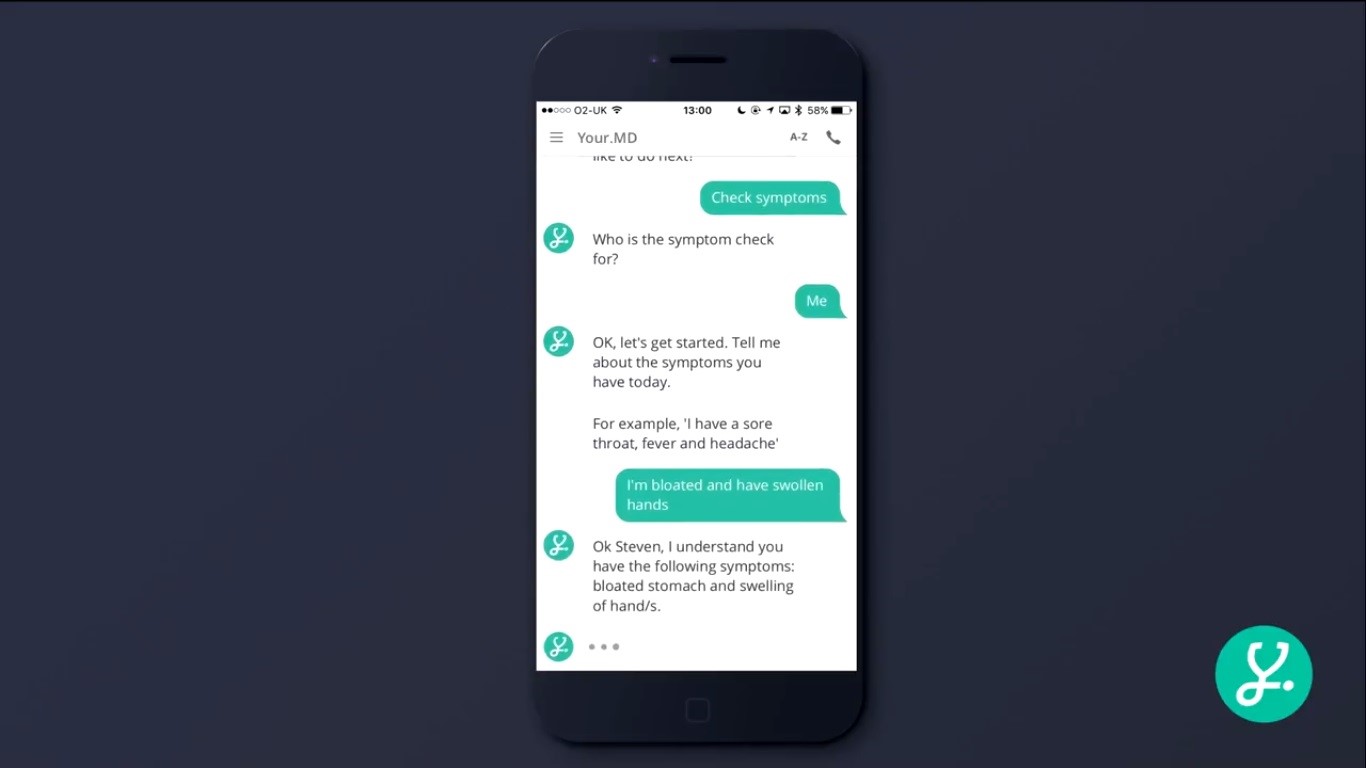 O2-UK 13:00 58%
Your.MD A-Z
like to do next?
Check symptoms
Who is the symptom check
for?
Me
OK, let's get started. Tell me
about the symptoms you
have today.
For example, 'I have a sore
throat, fever and headache'
I'm bloated and have swollen
hands
Ok Steven, I understand you
have the following symptoms:
bloated stomach and swelling
of hand/s.